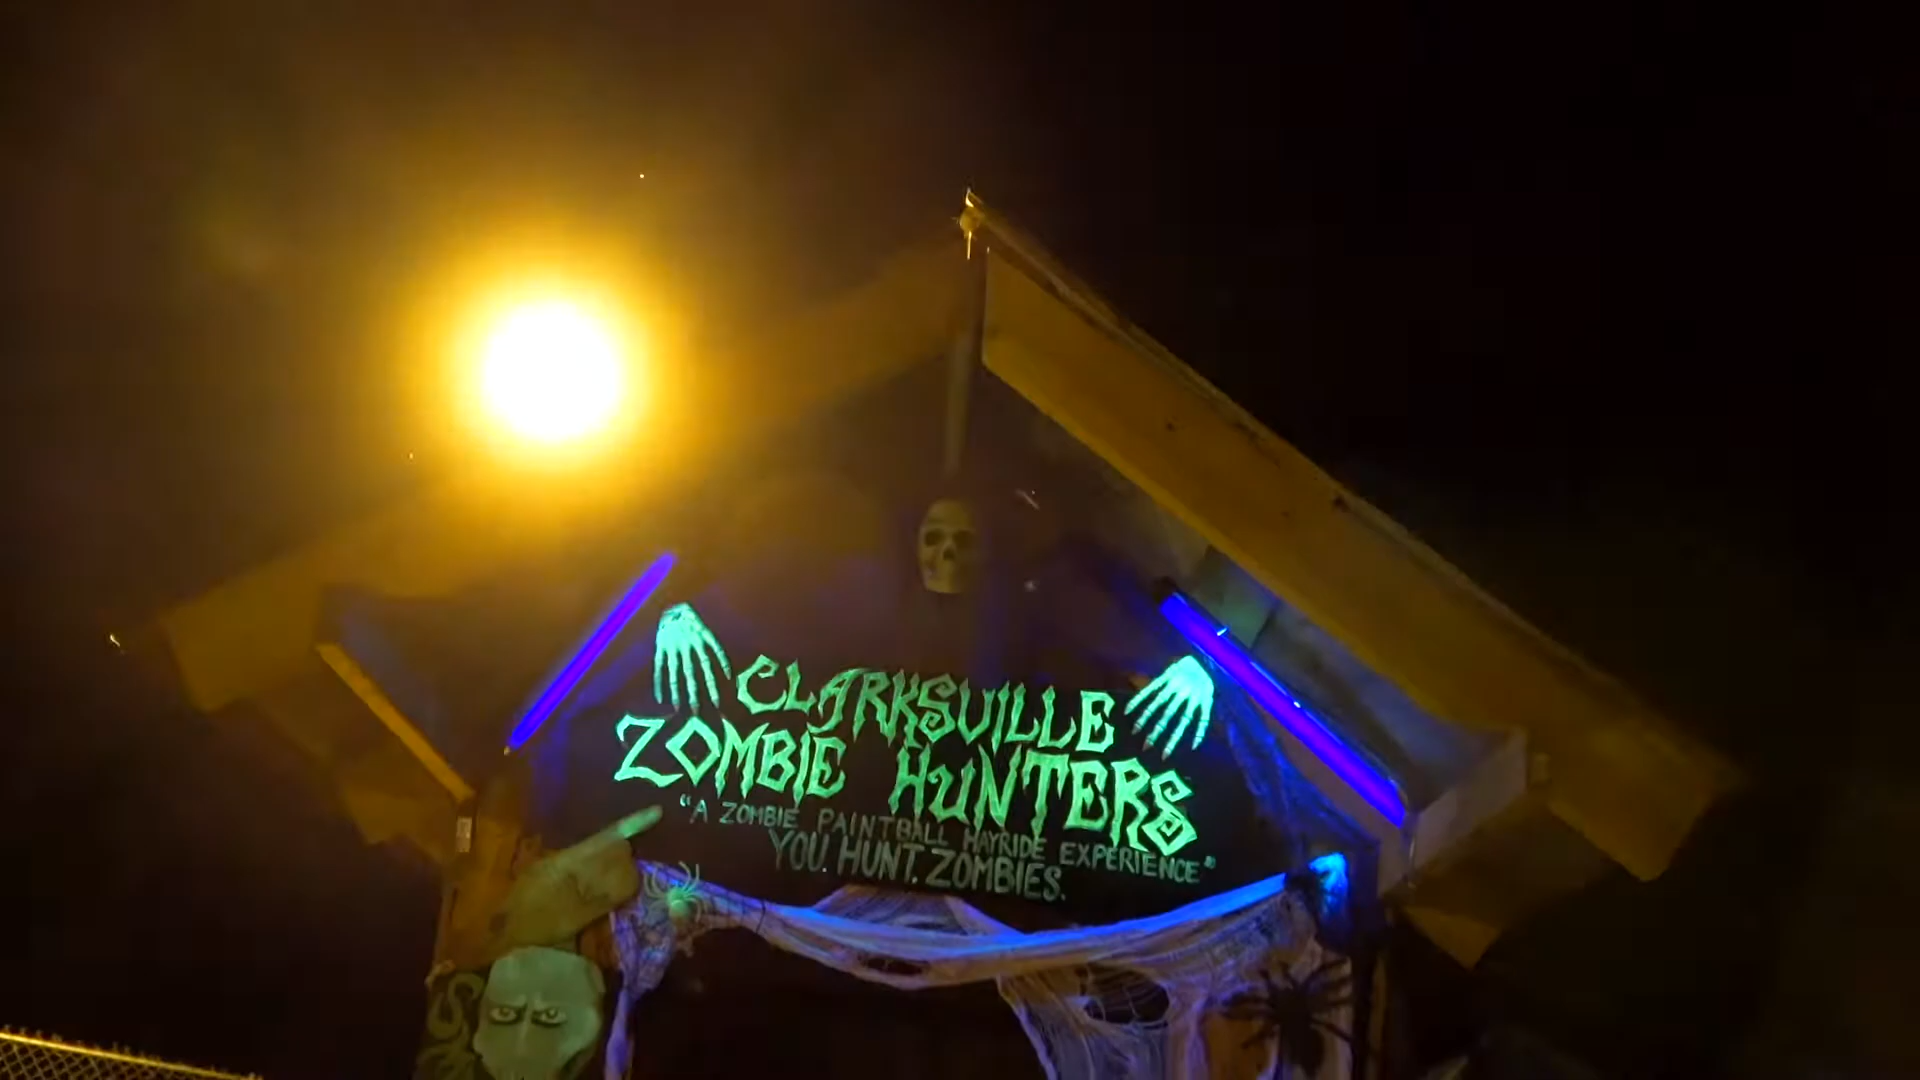 CLARKSVILLE
ZOMBIE HUNTERS
"A ZOMBIE PAINTBALL HAYRIDE EXPERIENCE"
YOU. HUNT. ZOMBIES.